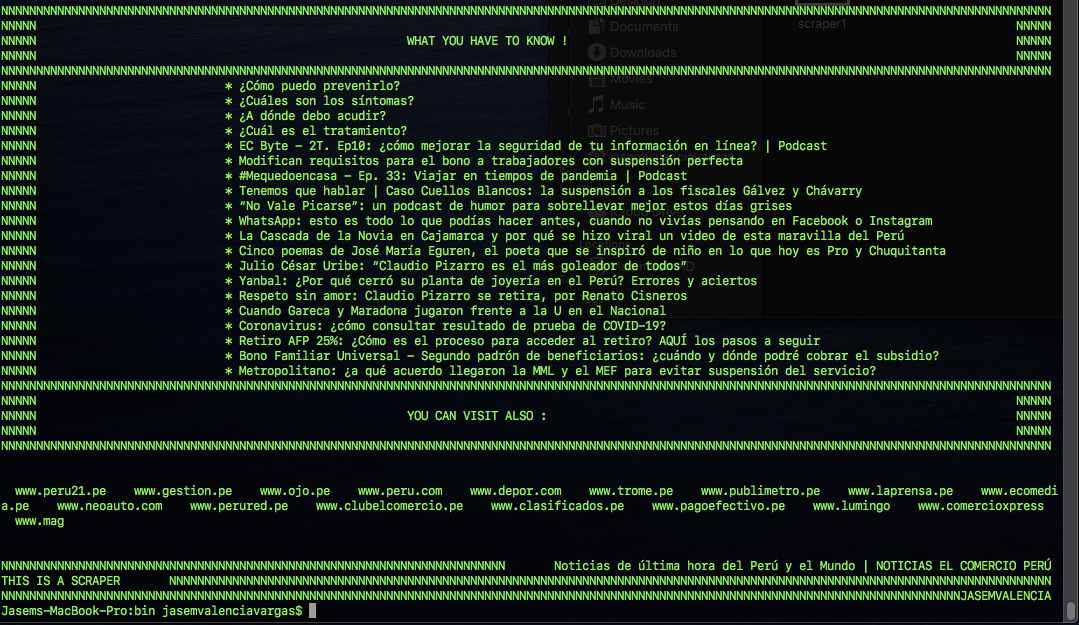 NNNNNNNNNNNNNNNNNNNNNNNNNNNNNNNNNNNNNNNNNNNNNNNNNNNNNNNNNNNNNNNNNNNNNNNNNNNNNNNNNNNNNNNNNNNNNNNNNNNNNNNNNNNNNNNNNNNNNNNNNNNNNNNNNNNNNNNNNNNNNNNNNNNNNN
NNNNN NNNNN
NNNNN WHAT YOU HAVE TO KNOW ! NNNNN
NNNNN NNNNN
NNNNNNNNNNNNNNNNNNNNNNNNNNNNNNNNNNNNNNNNNNNNNNNNNNNNNNNNNNNNNNNNNNNNNNNNNNNNNNNNNNNNNNNNNNNNNNNNNNNNNNNNNNNNNNNNNNNNNNNNNNNNNNNNNNNNNNNNNNNNNNNNNNNNNN
NNNNN * ¿Cómo puedo prevenirlo?
NNNNN * ¿Cuáles son los síntomas?
NNNNN * ¿A dónde debo acudir?
NNNNN * ¿Cuál es el tratamiento?
NNNNN * EC Byte - 2T. Ep10: ¿cómo mejorar la seguridad de tu información en línea? | Podcast
NNNNN * Modifican requisitos para el bono a trabajadores con suspensión perfecta
NNNNN * #Mequedoencasa - Ep. 33: Viajar en tiempos de pandemia | Podcast
NNNNN * Tenemos que hablar | Caso Cuellos Blancos: la suspensión a los fiscales Gálvez y Chávarry
NNNNN * “No Vale Picarse”: un podcast de humor para sobrellevar mejor estos días grises
NNNNN * WhatsApp: esto es todo lo que podías hacer antes, cuando no vivías pensando en Facebook o Instagram
NNNNN * La Cascada de la Novia en Cajamarca y por qué se hizo viral un video de esta maravilla del Perú
NNNNN * Cinco poemas de José María Eguren, el poeta que se inspiró de niño en lo que hoy es Pro y Chuquitanta
NNNNN * Julio César Uribe: “Claudio Pizarro es el más goleador de todos”
NNNNN * Yanbal: ¿Por qué cerró su planta de joyería en el Perú? Errores y aciertos
NNNNN * Respeto sin amor: Claudio Pizarro se retira, por Renato Cisneros
NNNNN * Cuando Gareca y Maradona jugaron frente a la U en el Nacional
NNNNN * Coronavirus: ¿cómo consultar resultado de prueba de COVID-19?
NNNNN * Retiro AFP 25%: ¿Cómo es el proceso para acceder al retiro? AQUÍ los pasos a seguir
NNNNN * Bono Familiar Universal - Segundo padrón de beneficiarios: ¿cuándo y dónde podré cobrar el subsidio?
NNNNN * Metropolitano: ¿a qué acuerdo llegaron la MML y el MEF para evitar suspensión del servicio?
NNNNNNNNNNNNNNNNNNNNNNNNNNNNNNNNNNNNNNNNNNNNNNNNNNNNNNNNNNNNNNNNNNNNNNNNNNNNNNNNNNNNNNNNNNNNNNNNNNNNNNNNNNNNNNNNNNNNNNNNNNNNNNNNNNNNNNNNNNNNNNNNNNNNNN
NNNNN NNNNN
NNNNN YOU CAN VISIT ALSO : NNNNN
NNNNN NNNNN
NNNNNNNNNNNNNNNNNNNNNNNNNNNNNNNNNNNNNNNNNNNNNNNNNNNNNNNNNNNNNNNNNNNNNNNNNNNNNNNNNNNNNNNNNNNNNNNNNNNNNNNNNNNNNNNNNNNNNNNNNNNNNNNNNNNNNNNNNNNNNNNNNNNNNN
www.peru21.pe www.gestion.pe www.ojo.pe www.peru.com www.depor.com www.trome.pe www.publimetro.pe www.laprensa.pe www.ecomedi
a.pe www.neoauto.com www.perured.pe www.clubelcomercio.pe www.clasificados.pe www.pagoefectivo.pe www.lumingo www.comercioxpress
www.mag
NNNNNNNNNNNNNNNNNNNNNNNNNNNNNNNNNNNNNNNNNNNNNNNNNNNNNNNNNNNNNNNNNNNNNNNN Noticias de última hora del Perú y el Mundo | NOTICIAS EL COMERCIO PERÚ
THIS IS A SCRAPER NNNNNNNNNNNNNNNNNNNNNNNNNNNNNNNNNNNNNNNNNNNNNNNNNNNNNNNNNNNNNNNNNNNNNNNNNNNNNNNNNNNNNNNNNNNNNNNNNNNNNNNNNNNNNNNNNNNNNNNNNNNNNN
NNNNNNNNNNNNNNNNNNNNNNNNNNNNNNNNNNNNNNNNNNNNNNNNNNNNNNNNNNNNNNNNNNNNNNNNNNNNNNNNNNNNNNNNNNNNNNNNNNNNNNNNNNNNNNNNNNNNNNNNNNNNNNNNNNNNNJASEMVALENCIA
Jasems-MacBook-Pro:bin jasemvalenciavargas$
Documents
scraper1
Downloads
Movies
Music
Pictures